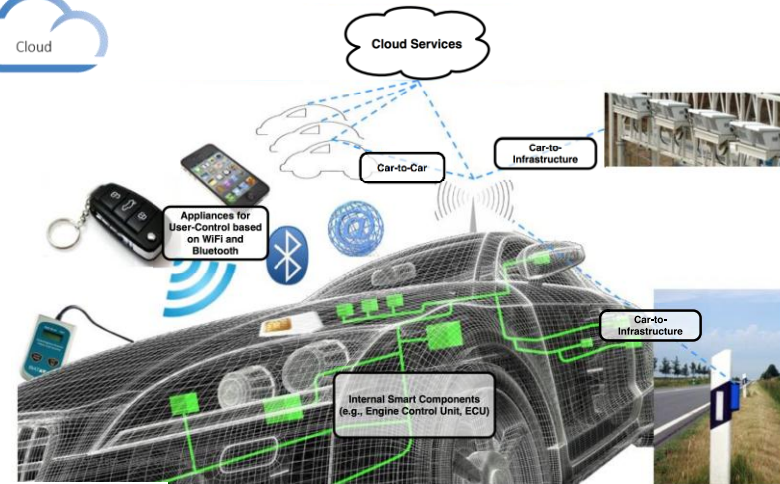 Cloud
Cloud Services
Car-to-
Infrastructure
Car-to-Car
Appliances for
User-Control based
on WiFi and
Bluetooth
Car-to-
Infrastructure
Internal Smart Components
(e.g., Engine Control Unit, ECU)